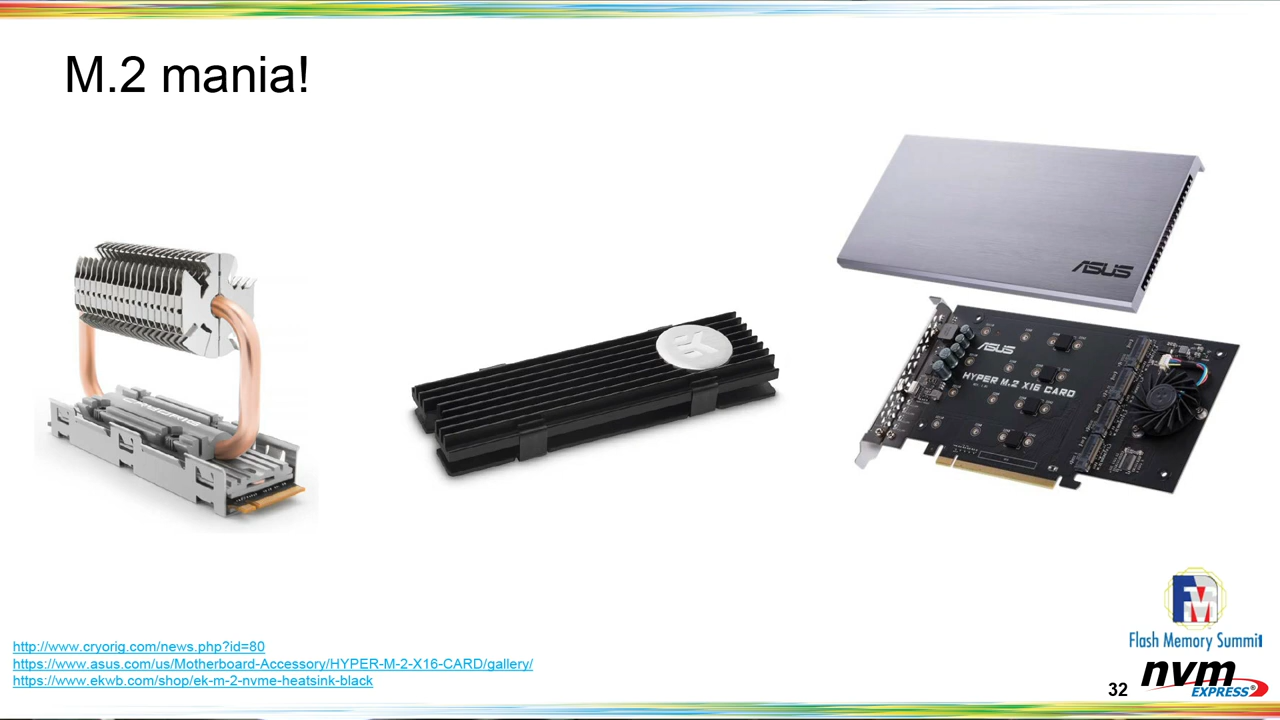 M.2 mania!
ASUS
ASUS
HYPER M.2 X16 CARD
http://www.cryorig.com/news.php?id=80
https://www.asus.com/us/Motherboard-Accessory/HYPER-M-2-X16-CARD/gallery/
https://www.ekwb.com/shop/ek-m-2-nvme-heatsink-black
Flash Memory Summit
32
nvm
EXPRESS®